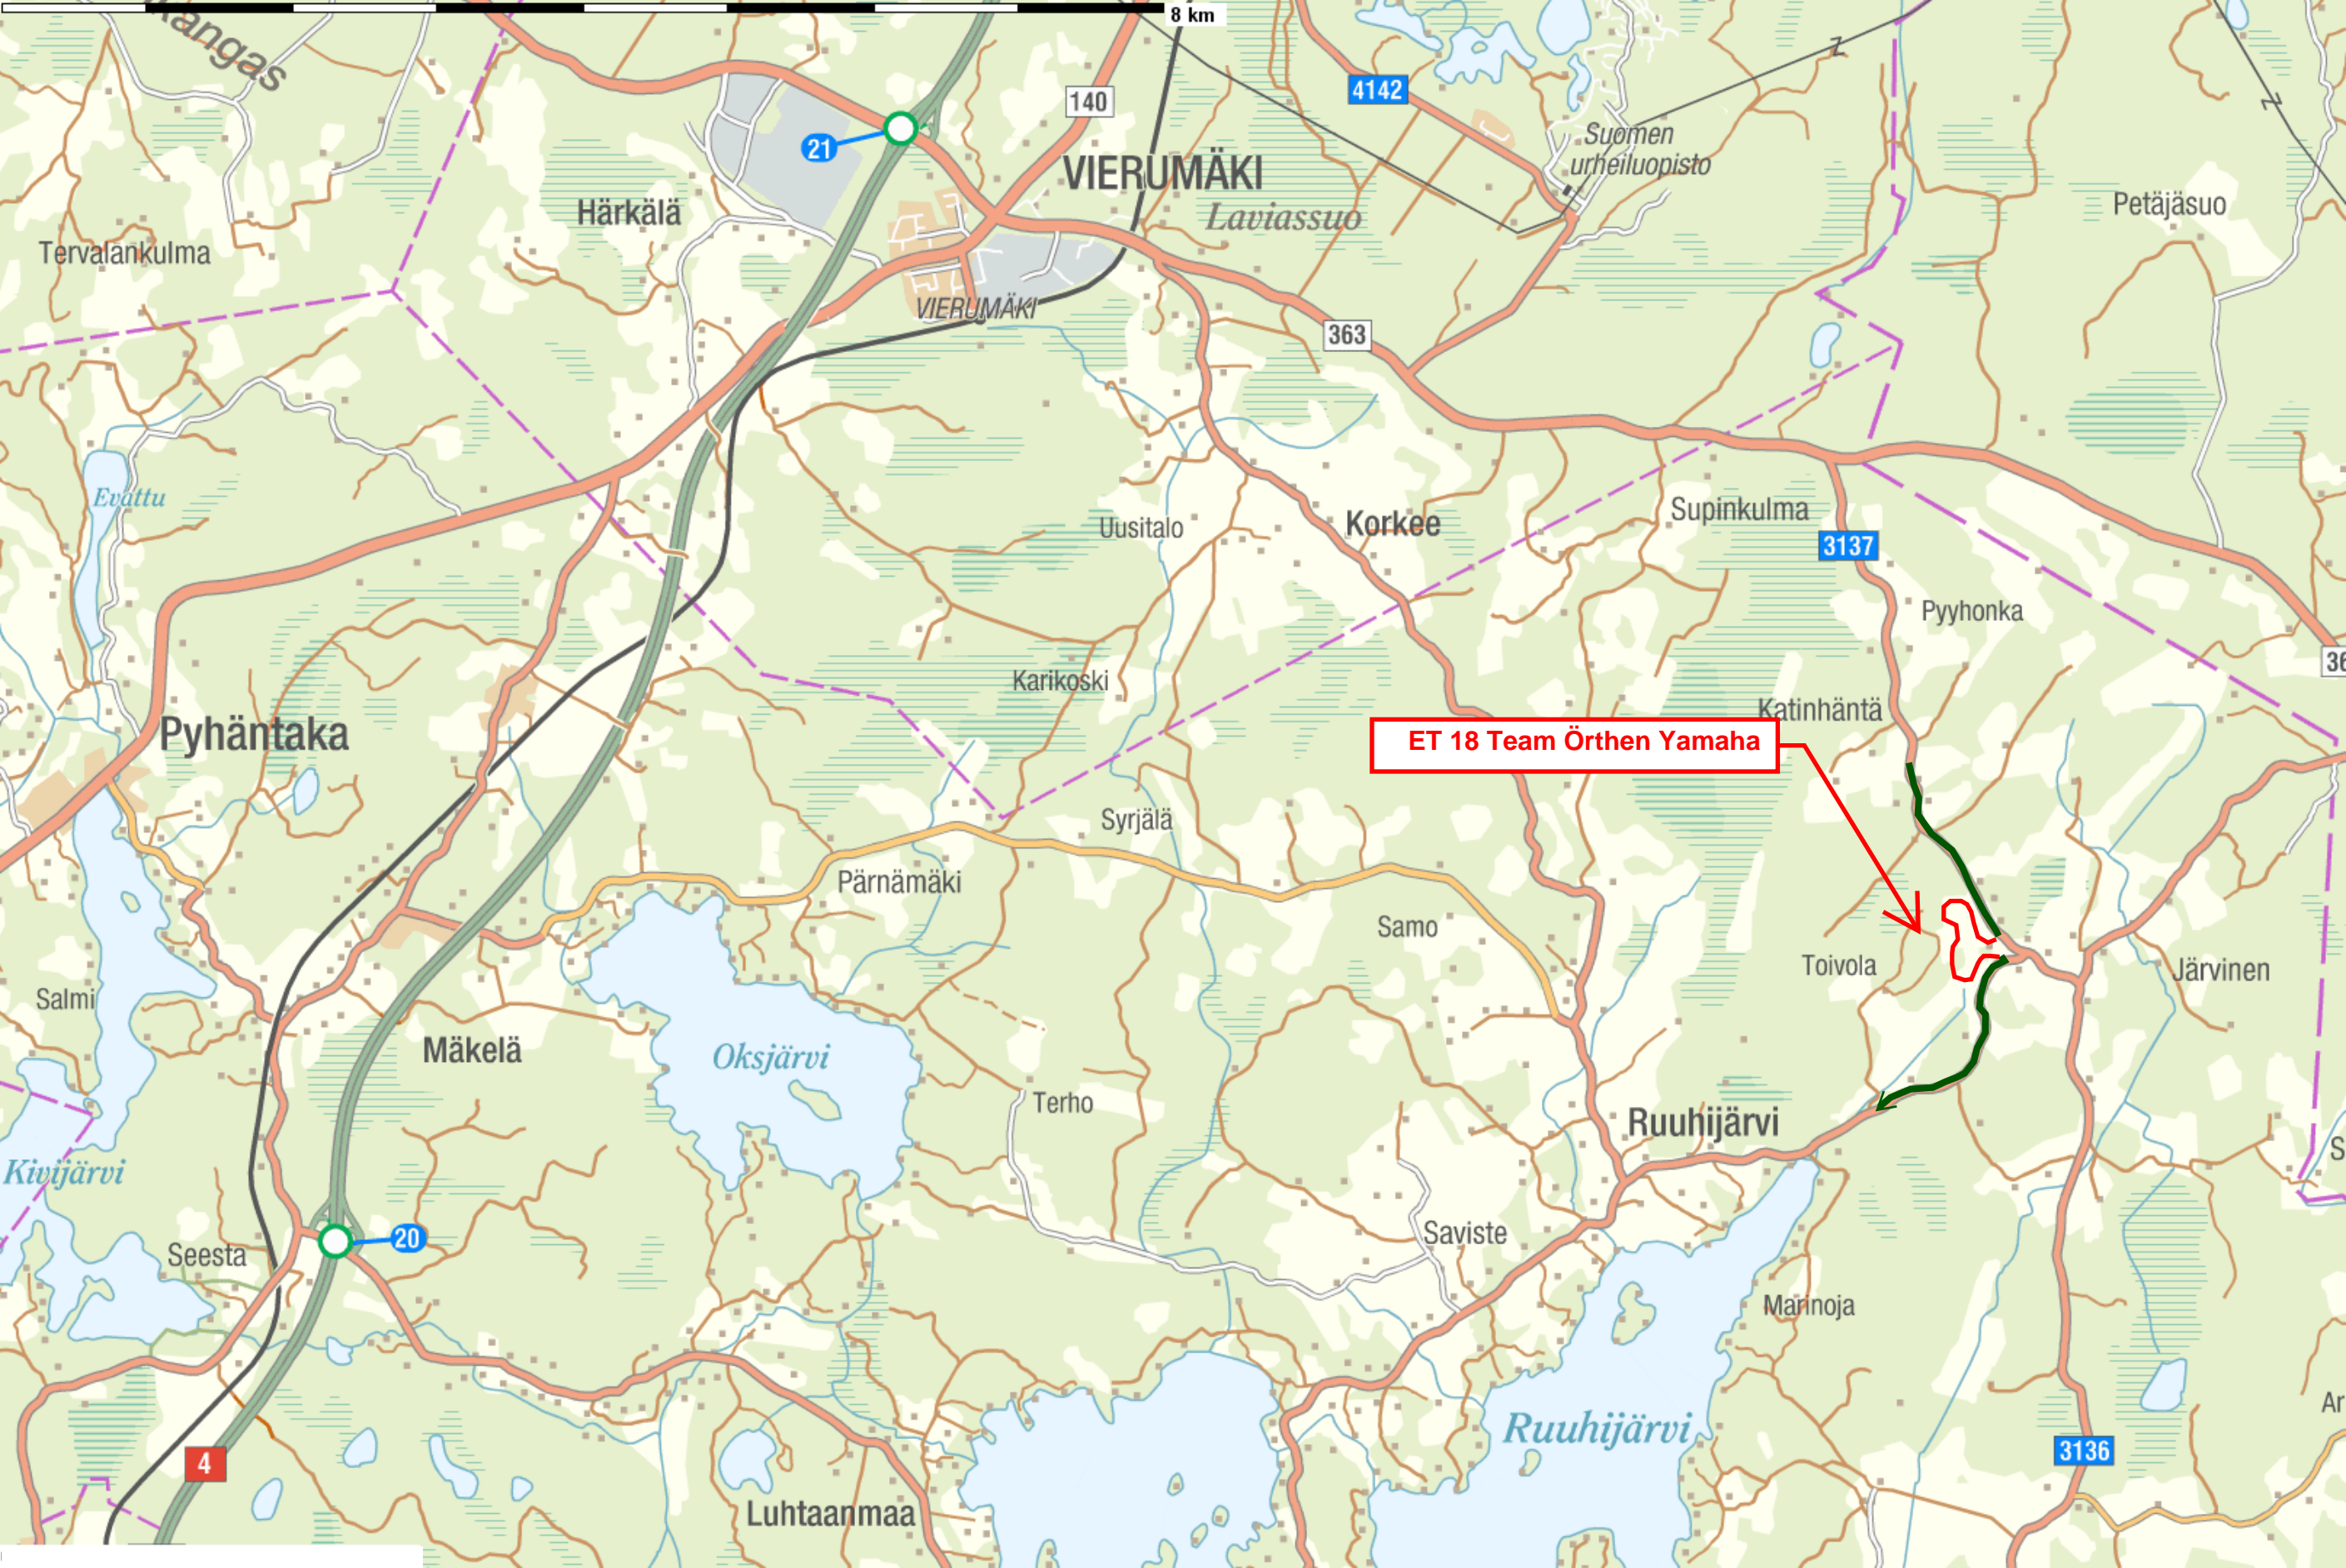 8 km
kangas
140
4142
21
VIERUMÄKI
Suomen
urheiluopisto
Härkälä
Laviassuo
Petäjäsuo
Tervalankulma
VIERUMÄKI
363
Evättu
Uusitalo
Korkee
Supinkulma
3137
Pyyhonka
36
Karikoski
Katinhäntä
Pyhäntaka
ET 18 Team Örthen Yamaha
Syrjälä
Pärnämäki
Samo
Toivola
Järvinen
Salmi
Mäkelä
Oksjärvi
Terho
Ruuhijärvi
Kivijärvi
S
Saviste
20
Seesta
Marinoja
Ar
Ruuhijärvi
3136
4
Luhtaanmaa